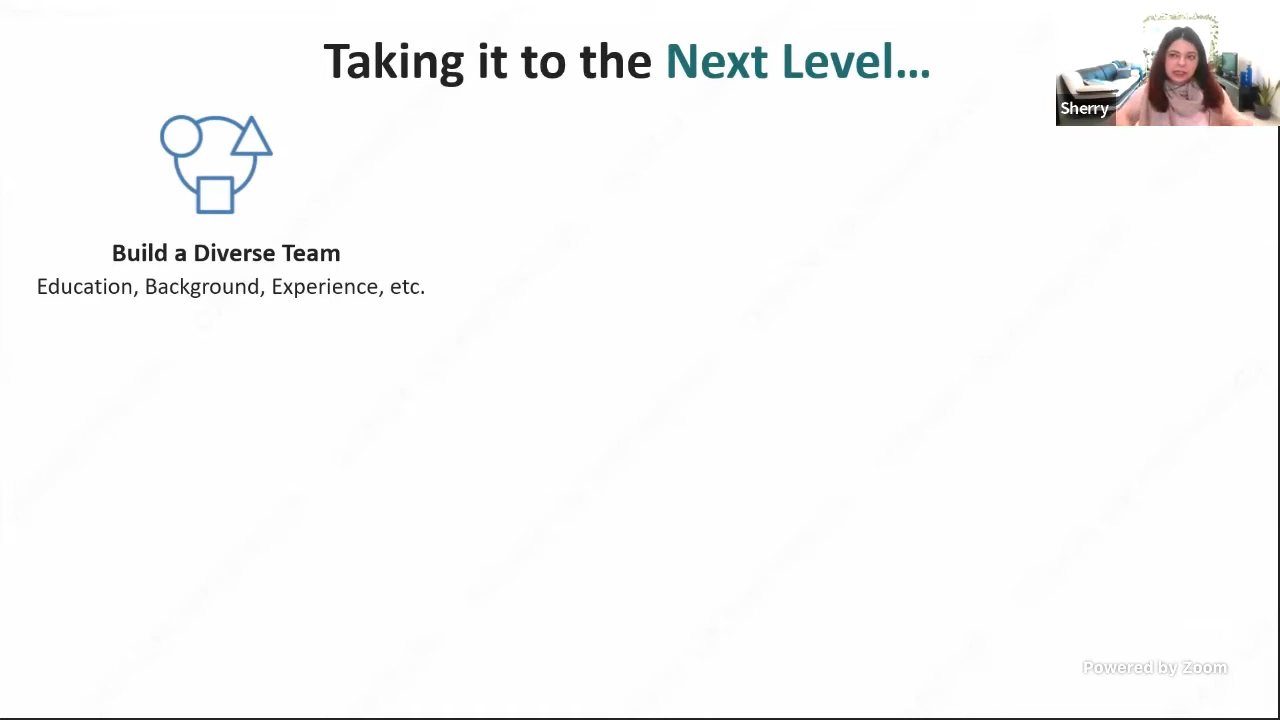 Taking it to the Next Level...
Sherry
Build a Diverse Team
Education, Background, Experience, etc.
Powered by Zoom